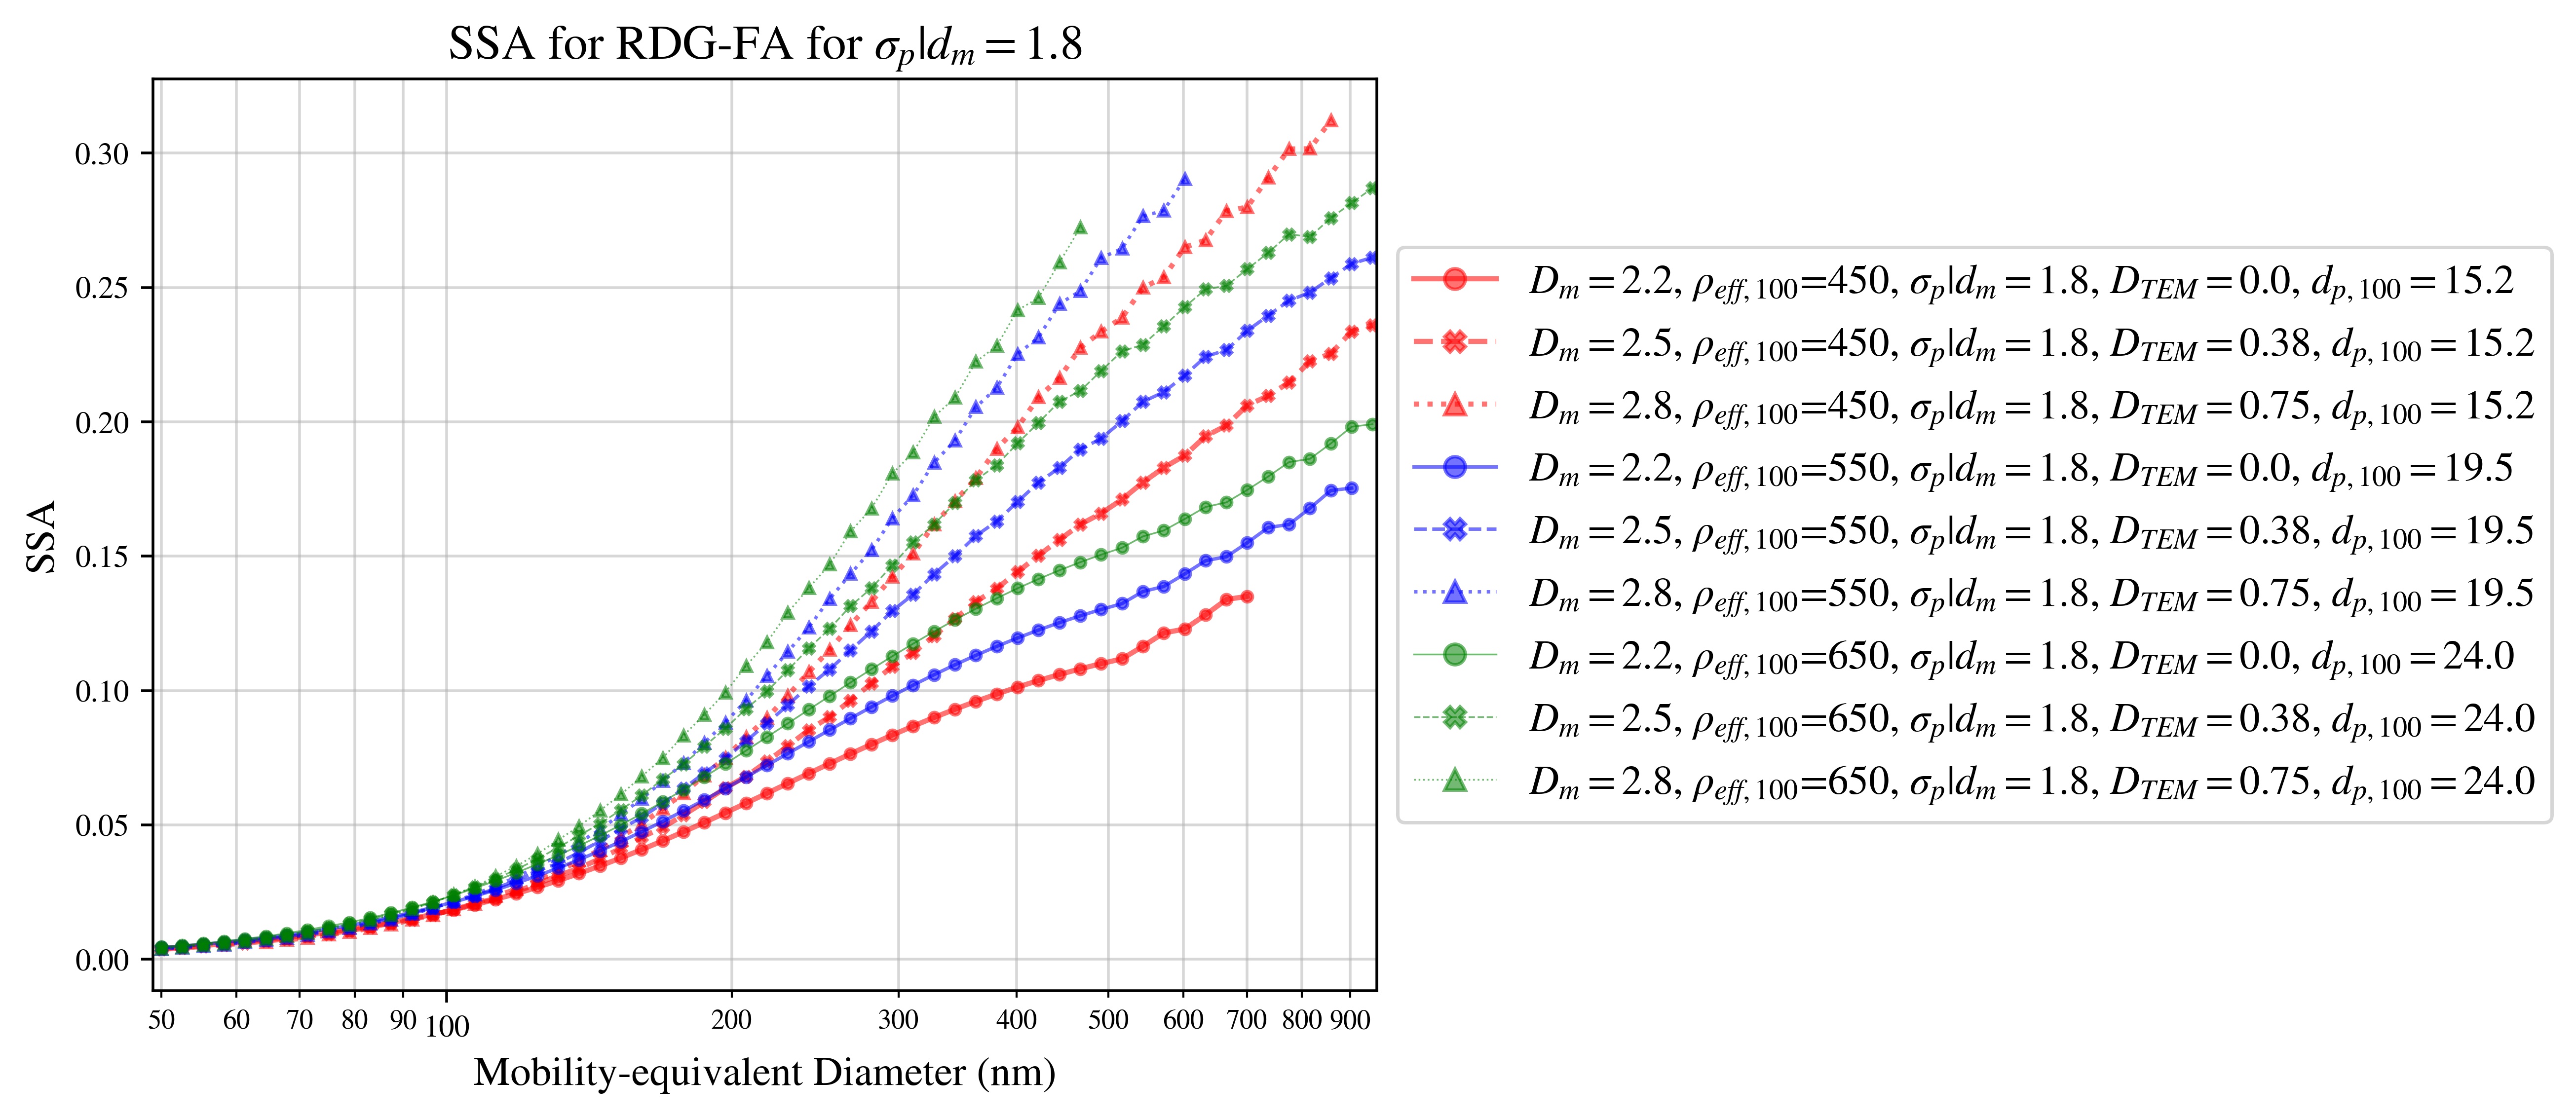 SSA for RDG-FA for σp|dm = 1.8
0.30
0.25
0.20
0.15
0.10
0.05
0.00
SSA
50 60 70 80 90 100 200 300 400 500 600 700 800 900
Mobility-equivalent Diameter (nm)
Dm = 2.2, ρeff,100=450, σp|dm = 1.8, DTEM = 0.0, dp,100 = 15.2
Dm = 2.5, ρeff,100=450, σp|dm = 1.8, DTEM = 0.38, dp,100 = 15.2
Dm = 2.8, ρeff,100=450, σp|dm = 1.8, DTEM = 0.75, dp,100 = 15.2
Dm = 2.2, ρeff,100=550, σp|dm = 1.8, DTEM = 0.0, dp,100 = 19.5
Dm = 2.5, ρeff,100=550, σp|dm = 1.8, DTEM = 0.38, dp,100 = 19.5
Dm = 2.8, ρeff,100=550, σp|dm = 1.8, DTEM = 0.75, dp,100 = 19.5
Dm = 2.2, ρeff,100=650, σp|dm = 1.8, DTEM = 0.0, dp,100 = 24.0
Dm = 2.5, ρeff,100=650, σp|dm = 1.8, DTEM = 0.38, dp,100 = 24.0
Dm = 2.8, ρeff,100=650, σp|dm = 1.8, DTEM = 0.75, dp,100 = 24.0